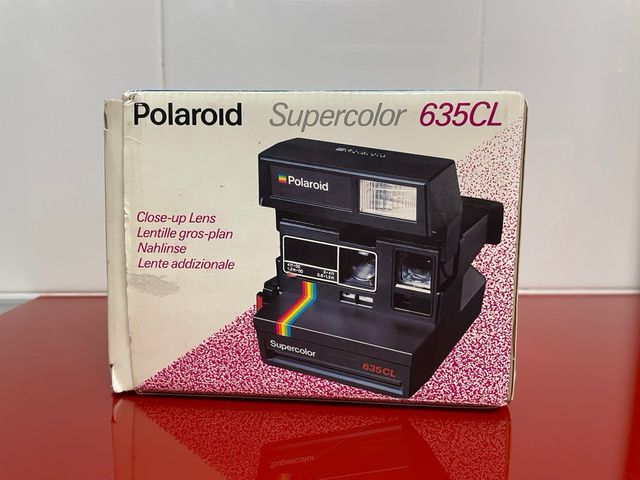 Polaroid Supercolor 635CL
Close-up Lens
Lentille gros-plan
Nahlinse
Lente addizionale
Polaroid
Supercolor
635CL